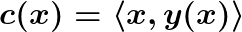 c(x) = ⟨x, y(x)⟩